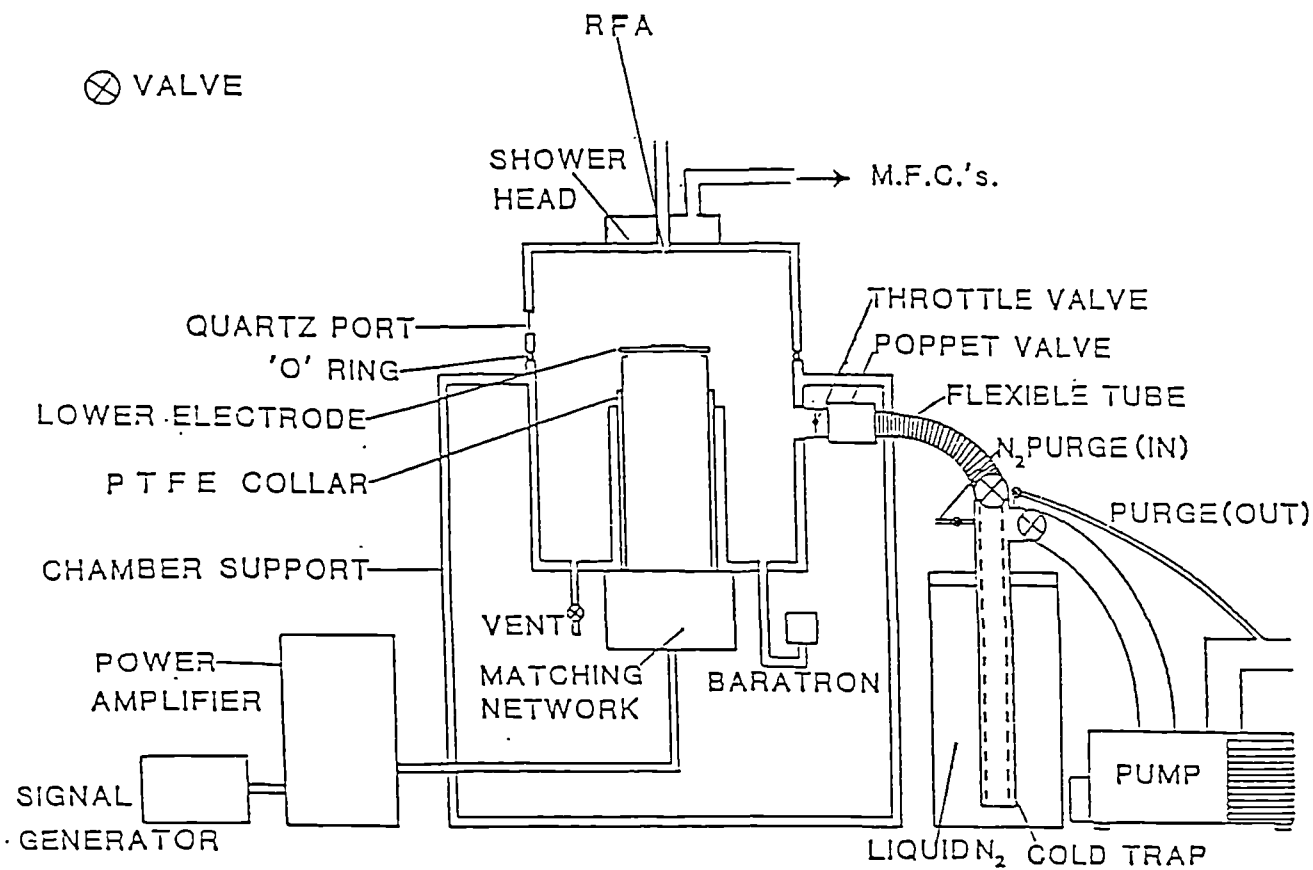 RFA
VALVE
SHOWER
HEAD
M.F.C.'s.
THROTTLE VALVE
QUARTZ PORT
POPPET VALVE
'O' RING
FLEXIBLE TUBE
LOWER ELECTRODE
N₂ PURGE (IN)
PTFE COLLAR
PURGE (OUT)
CHAMBER SUPPORT
VENT
POWER
AMPLIFIER
MATCHING
NETWORK
BARATRON
PUMP
SIGNAL
GENERATOR
LIQUID N₂
COLD TRAP